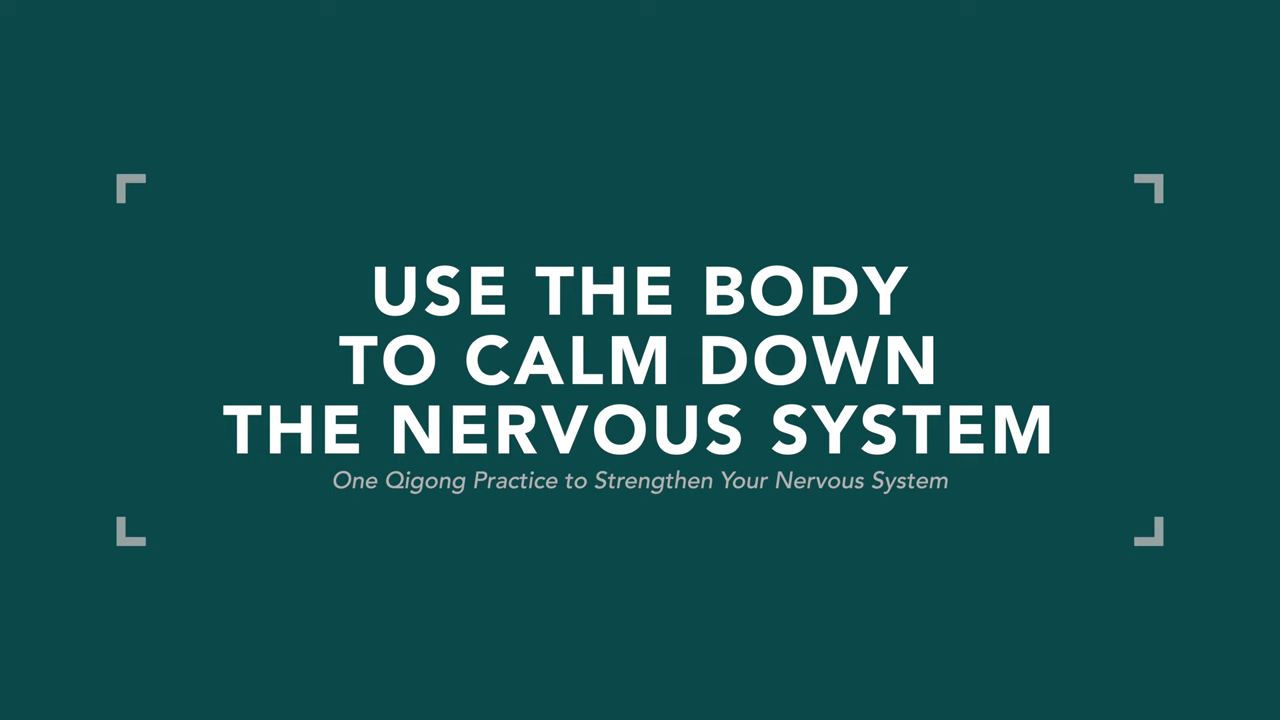 USE THE BODY
TO CALM DOWN
THE NERVOUS SYSTEM
One Qigong Practice to Strengthen Your Nervous System